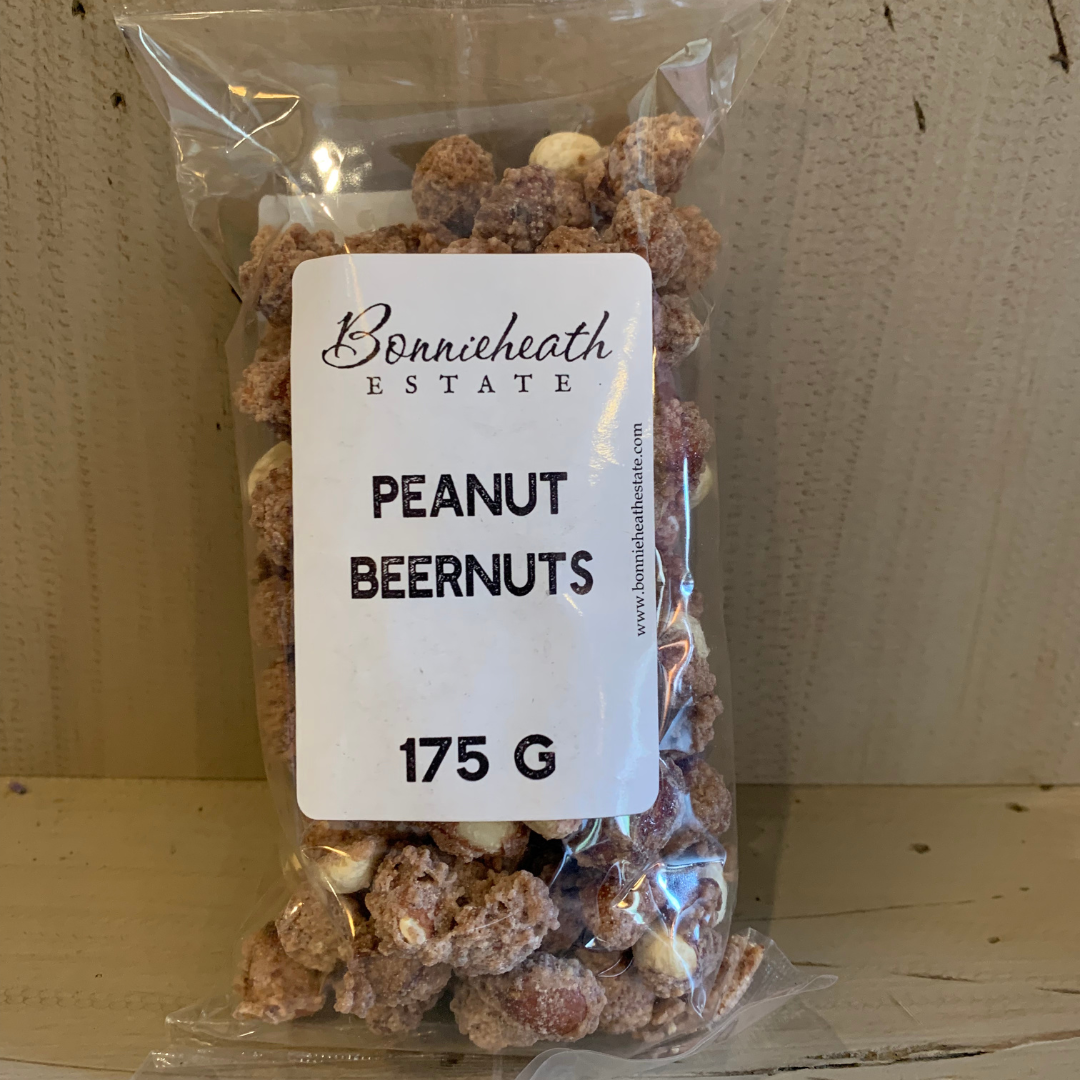 Bonnieheath
ESTATE
PEANUT
BEERNUTS
175 G
www.bonnieheathestate.com